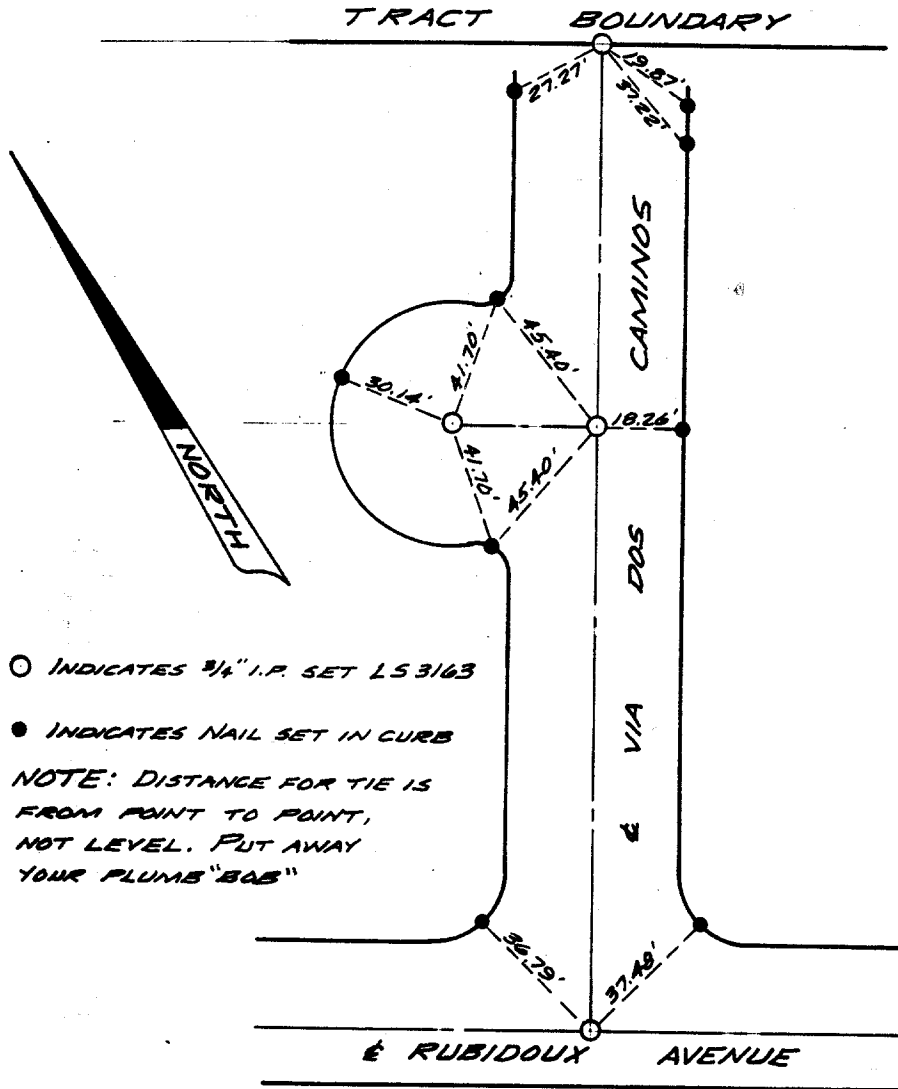 TRACT BOUNDARY
27.27'
19.87'
37.22'
CAMINOS
45.40'
41.70'
30.14'
18.26'
41.70'
45.40'
NORTH
DOS
○ INDICATES 3/4" I.P. SET LS 3163
● INDICATES NAIL SET IN CURB
VIA
NOTE: DISTANCE FOR TIE IS
FROM POINT TO POINT,
NOT LEVEL. PUT AWAY
YOUR PLUMB "BOB"
℄
36.79'
37.48'
℄ RUBIDOUX AVENUE